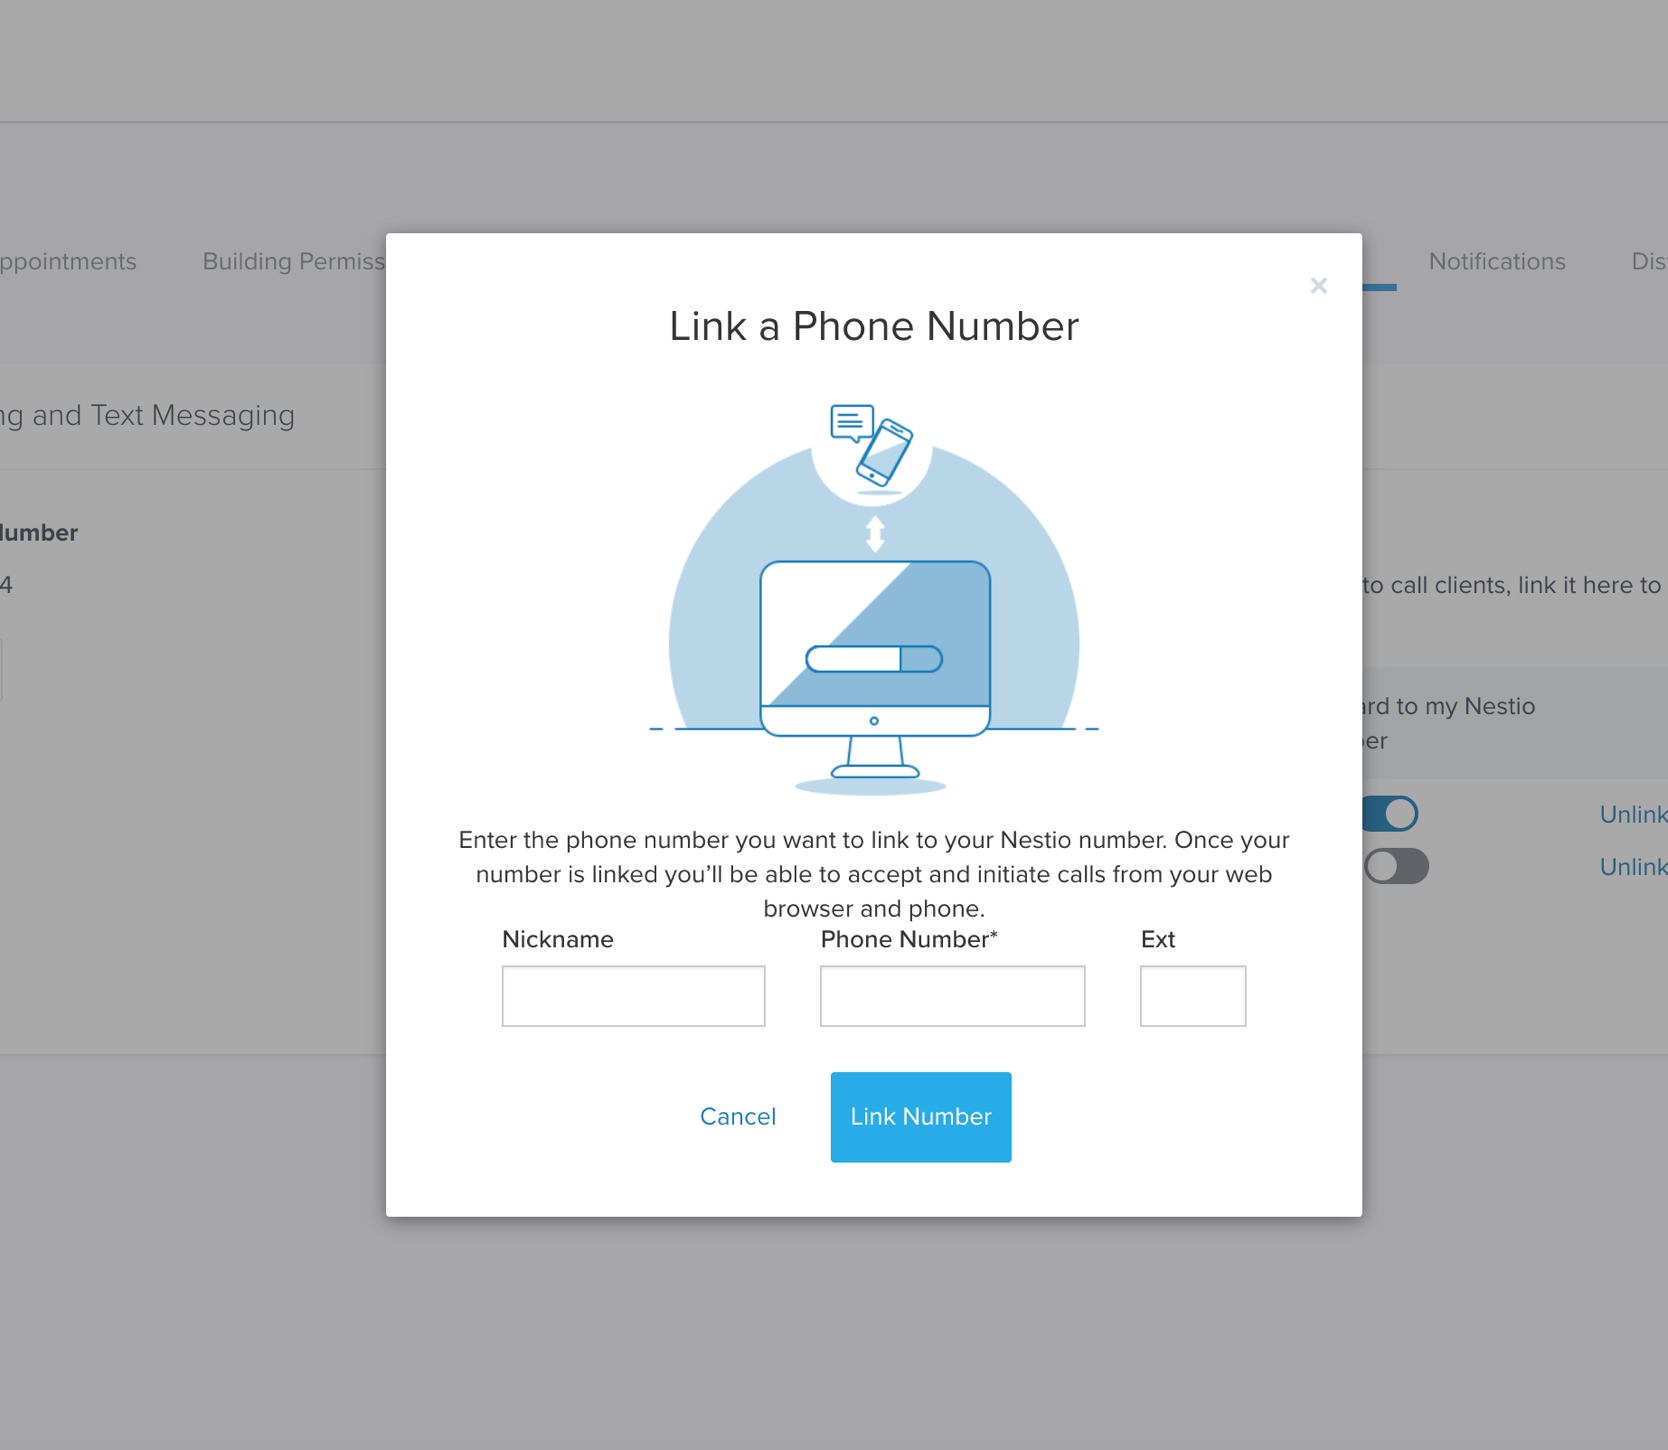 ppointments
Building Permiss
Notifications
Dis
ng and Text Messaging
Number
4
to call clients, link it here to
ard to my Nestio
er
Unlink
Unlink
×
Link a Phone Number
Enter the phone number you want to link to your Nestio number. Once your
number is linked you’ll be able to accept and initiate calls from your web
browser and phone.
Nickname
Phone Number*
Ext
Cancel
Link Number